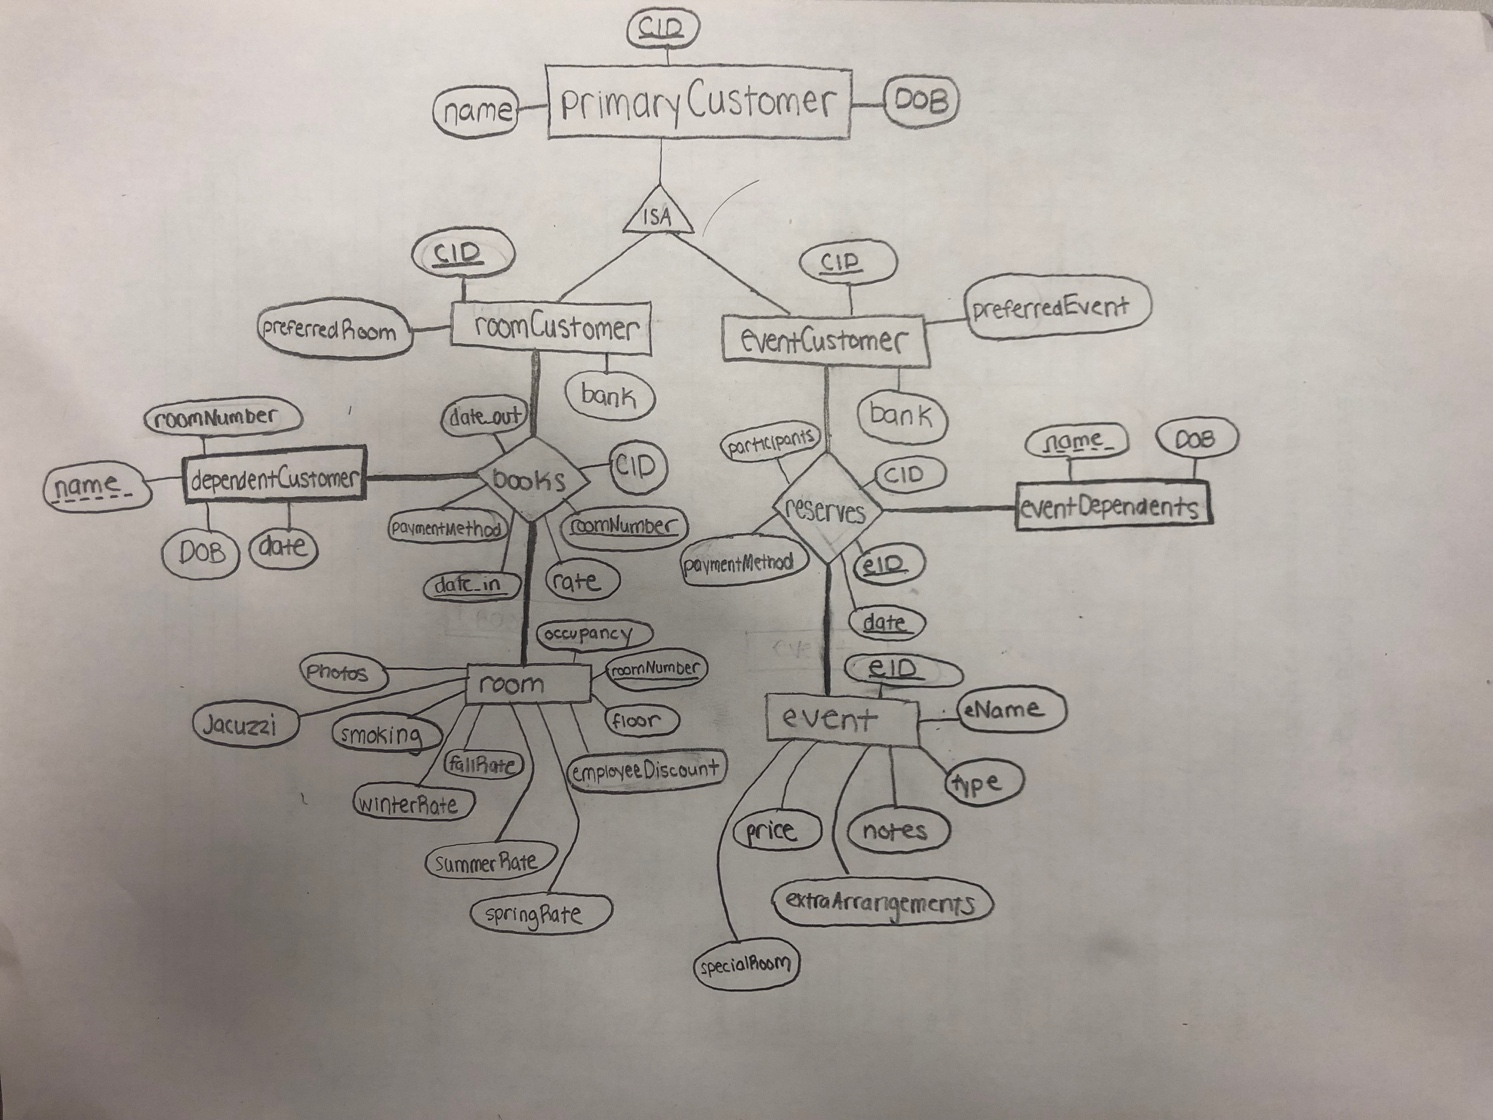 CID
name
primaryCustomer
DOB
ISA
CID
CID
preferredRoom
roomCustomer
eventCustomer
preferredEvent
bank
bank
roomNumber
date_out
participants
name
DOB
name
dependentCustomer
books
CID
CID
reserves
eventDependents
paymentMethod
roomNumber
DOB
date
date_in
rate
paymentMethod
eID
date
occupancy
photos
room
roomNumber
eID
Jacuzzi
smoking
floor
event
eName
fallRate
employeeDiscount
type
winterRate
price
notes
summerRate
springRate
extraArrangements
specialRoom